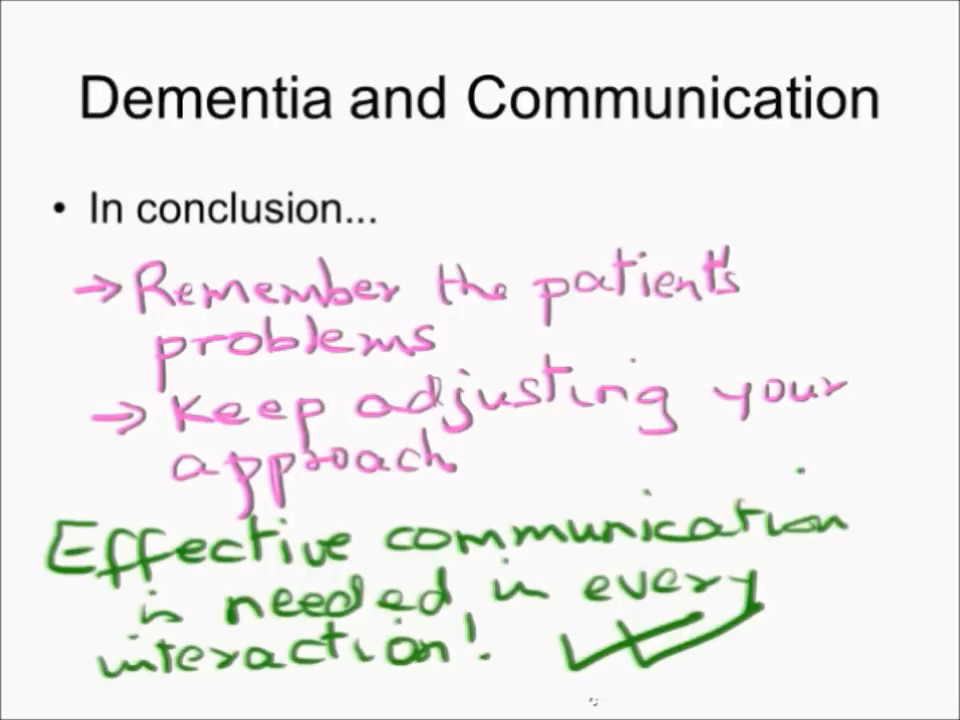 Dementia and Communication
• In conclusion...
→ Remember the patient's
problems
→ Keep adjusting your
approach.
Effective communication
is needed in every
interaction!